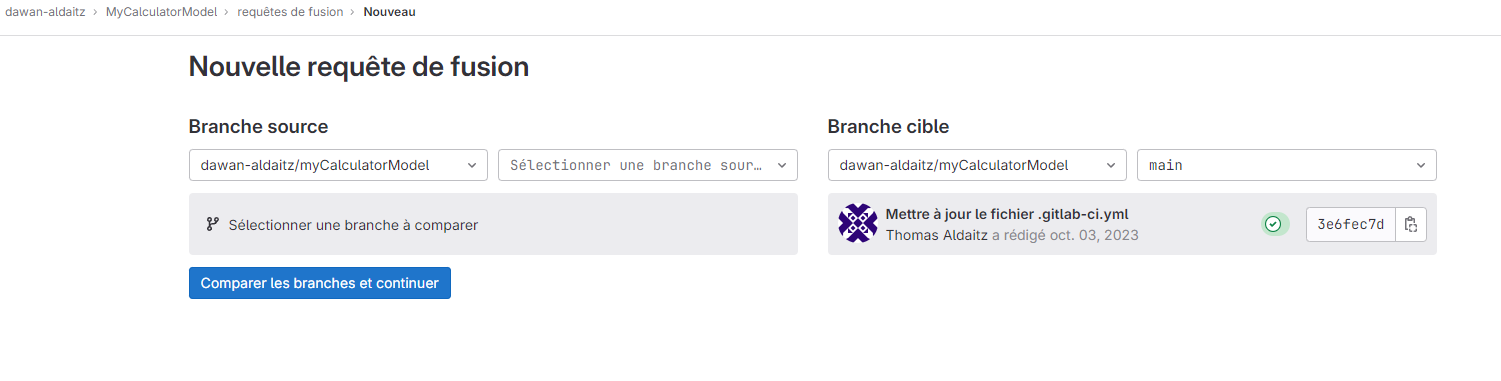 dawan-aldaitz > MyCalculatorModel > requêtes de fusion > Nouveau
Nouvelle requête de fusion
Branche source
dawan-aldaitz/myCalculatorModel
Sélectionner une branche sour…
Sélectionner une branche à comparer
Comparer les branches et continuer
Branche cible
dawan-aldaitz/myCalculatorModel
main
Mettre à jour le fichier .gitlab-ci.yml
Thomas Aldaitz a rédigé oct. 03, 2023
3e6fec7d